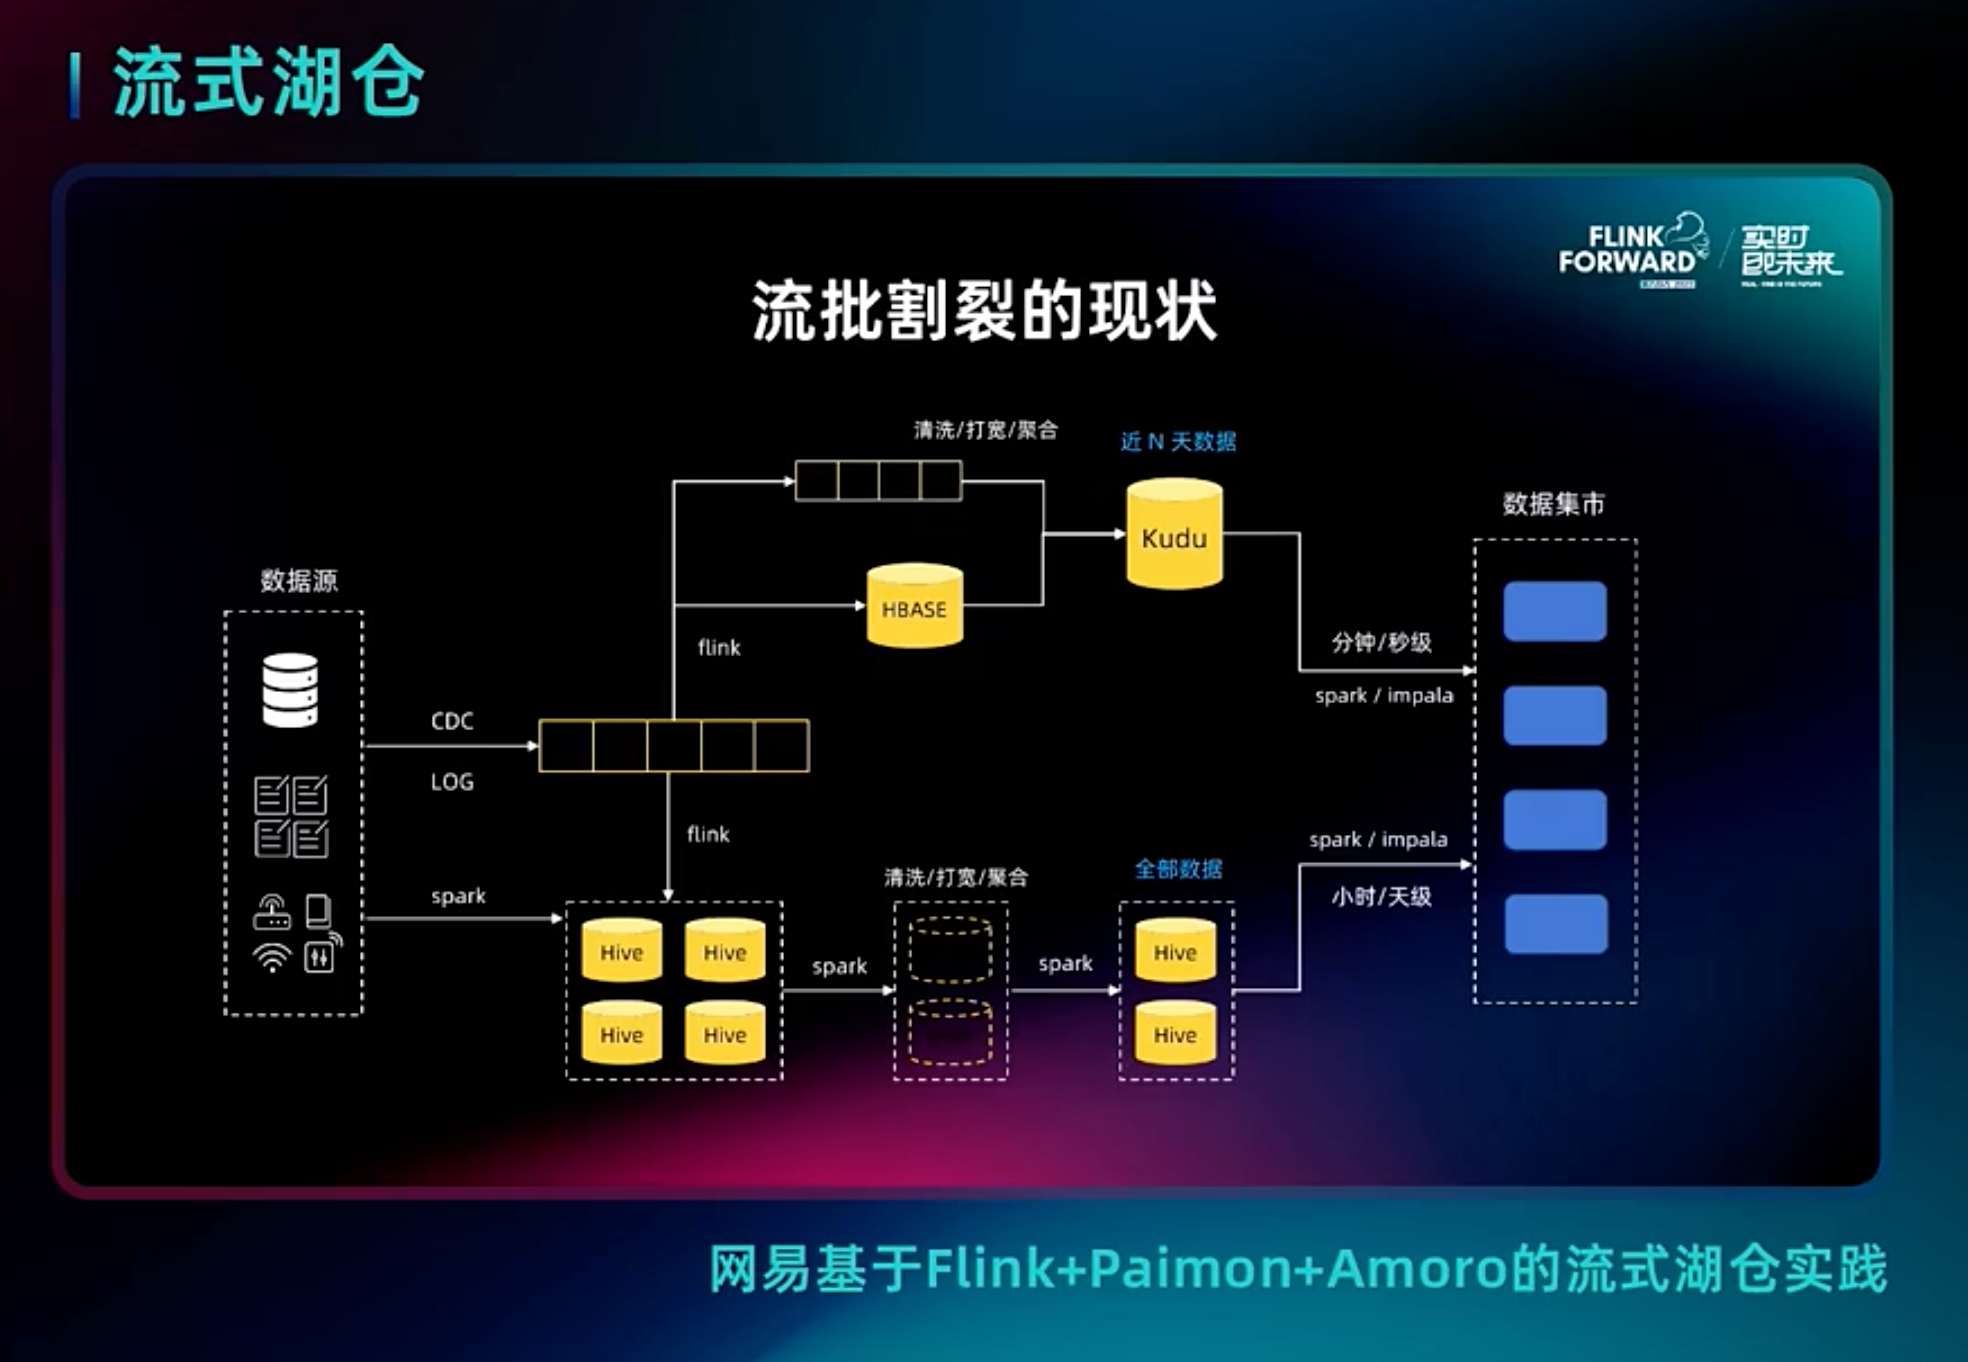 流式湖仓
FLINK
FORWARD
实时
即未来
流批割裂的现状
清洗/打宽/聚合
近 N 天数据
数据集市
Kudu
数据源
HBASE
flink
分钟/秒级
spark / impala
CDC
LOG
flink
spark
清洗/打宽/聚合
全部数据
spark / impala
小时/天级
Hive
Hive
spark
spark
Hive
Hive
Hive
Hive
网易基于Flink+Paimon+Amoro的流式湖仓实践